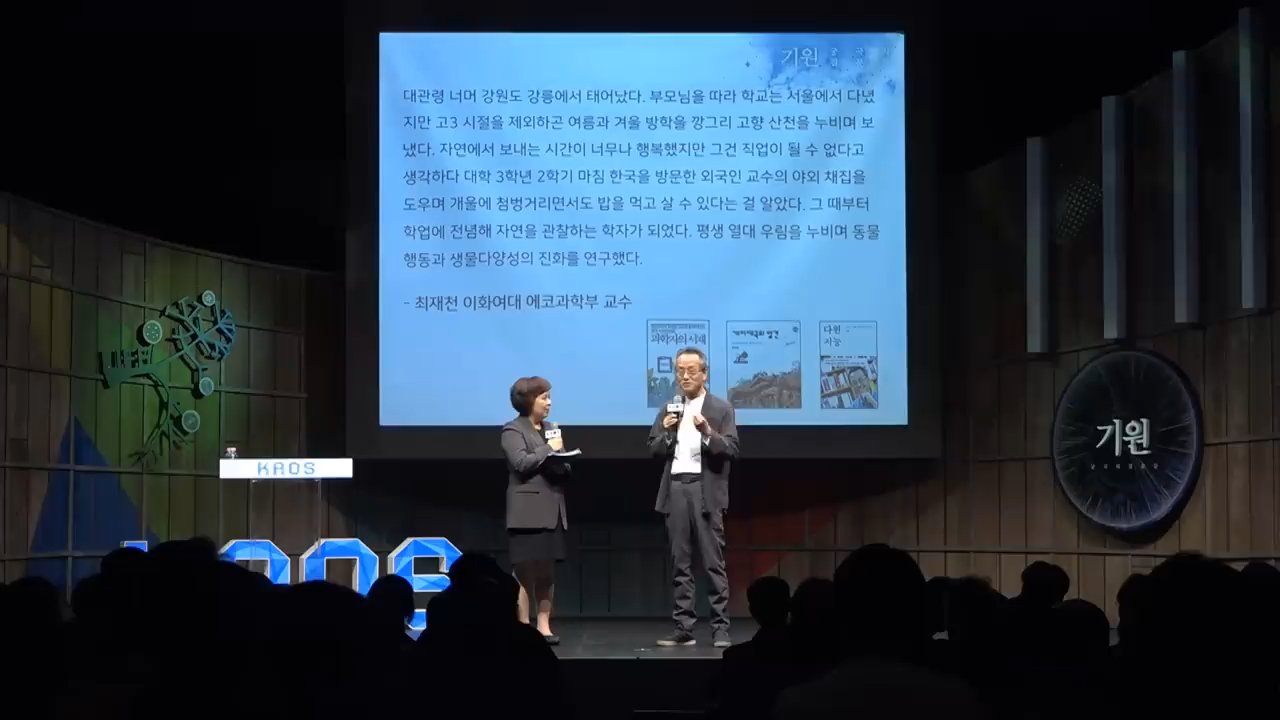 기원
대관령 너머 강원도 강릉에서 태어났다. 부모님을 따라 학교는 서울에서 다녔
지만 고3 시절을 제외하곤 여름과 겨울 방학을 깡그리 고향 산천을 누비며 보
냈다. 자연에서 보내는 시간이 너무나 행복했지만 그건 직업이 될 수 없다고
생각하다 대학 3학년 2학기 마침 한국을 방문한 외국인 교수의 야외 채집을
도우며 개울에 첨벙거리면서도 밥을 먹고 살 수 있다는 걸 알았다. 그 때부터
학업에 전념해 자연을 관찰하는 학자가 되었다. 평생 열대 우림을 누비며 동물
행동과 생물다양성의 진화를 연구했다.
- 최재천 이화여대 에코과학부 교수
과학자의 서재
개미제국의 발견
다윈
지능
기원
KAOS